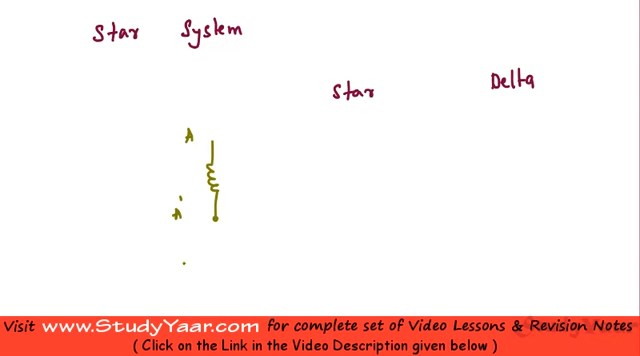 Star System
Star Delta
A
A'
Visit www.StudyYaar.com for complete set of Video Lessons & Revision Notes
( Click on the Link in the Video Description given below )